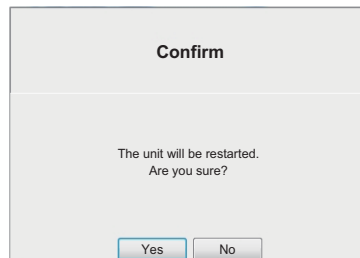 Confirm
The unit will be restarted.
Are you sure?
Yes
No